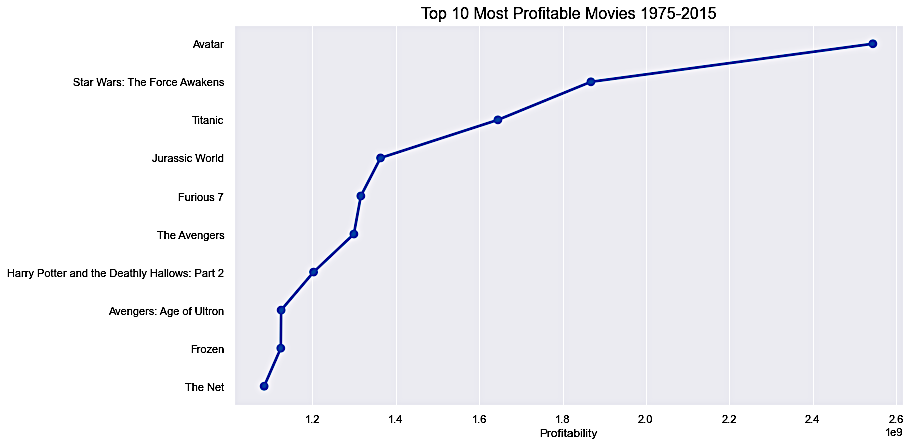 Top 10 Most Profitable Movies 1975-2015
Avatar
Star Wars: The Force Awakens
Titanic
Jurassic World
Furious 7
The Avengers
Harry Potter and the Deathly Hallows: Part 2
Avengers: Age of Ultron
Frozen
The Net
1.2 1.4 1.6 1.8 2.0 2.2 2.4 2.6
Profitability 1e9